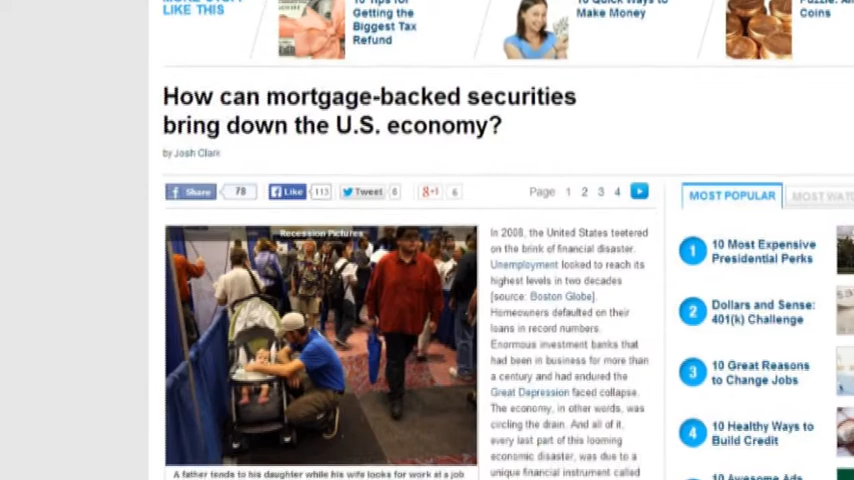 LIKE THIS
10 Tips for
Getting the
Biggest Tax
Refund
10 Quick Ways to
Make Money
Coins
How can mortgage-backed securities
bring down the U.S. economy?
by Josh Clark
Share 78 Like 113 Tweet 6 g+1 6
Page 1 2 3 4
MOST POPULAR
MOST WAT
Recession Pictures
In 2008, the United States teetered
on the brink of financial disaster.
Unemployment looked to reach its
highest levels in two decades
[source: Boston Globe].
Homeowners defaulted on their
loans in record numbers.
Enormous investment banks that
had been in business for more than
a century and had endured the
Great Depression faced collapse.
The economy, in other words, was
circling the drain. And all of it,
every last part of this looming
economic disaster, was due to a
unique financial instrument called
A father tends to his daughter while his wife looks for work at a job
1 10 Most Expensive
Presidential Perks
2 Dollars and Sense:
401(k) Challenge
3 10 Great Reasons
to Change Jobs
4 10 Healthy Ways to
Build Credit
10 Awesome Ads